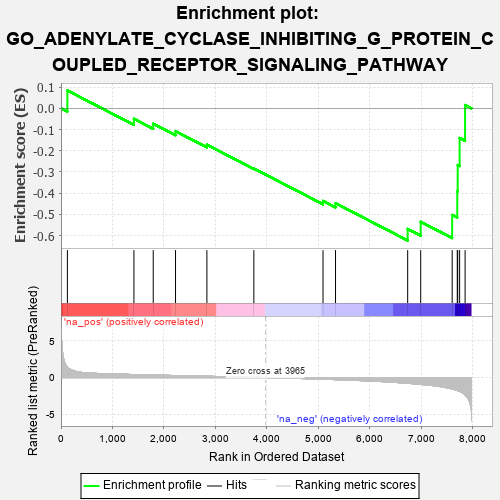 Enrichment plot:
GO_ADENYLATE_CYCLASE_INHIBITING_G_PROTEIN_C
OUPLED_RECEPTOR_SIGNALING_PATHWAY
Enrichment score (ES)
0.1
0.0
-0.1
-0.2
-0.3
-0.4
-0.5
-0.6
'na_pos' (positively correlated)
Ranked list metric (PreRanked)
5
0
-5
Zero cross at 3965
'na_neg' (negatively correlated)
0 1,000 2,000 3,000 4,000 5,000 6,000 7,000 8,000
Rank in Ordered Dataset
Enrichment profile Hits Ranking metric scores